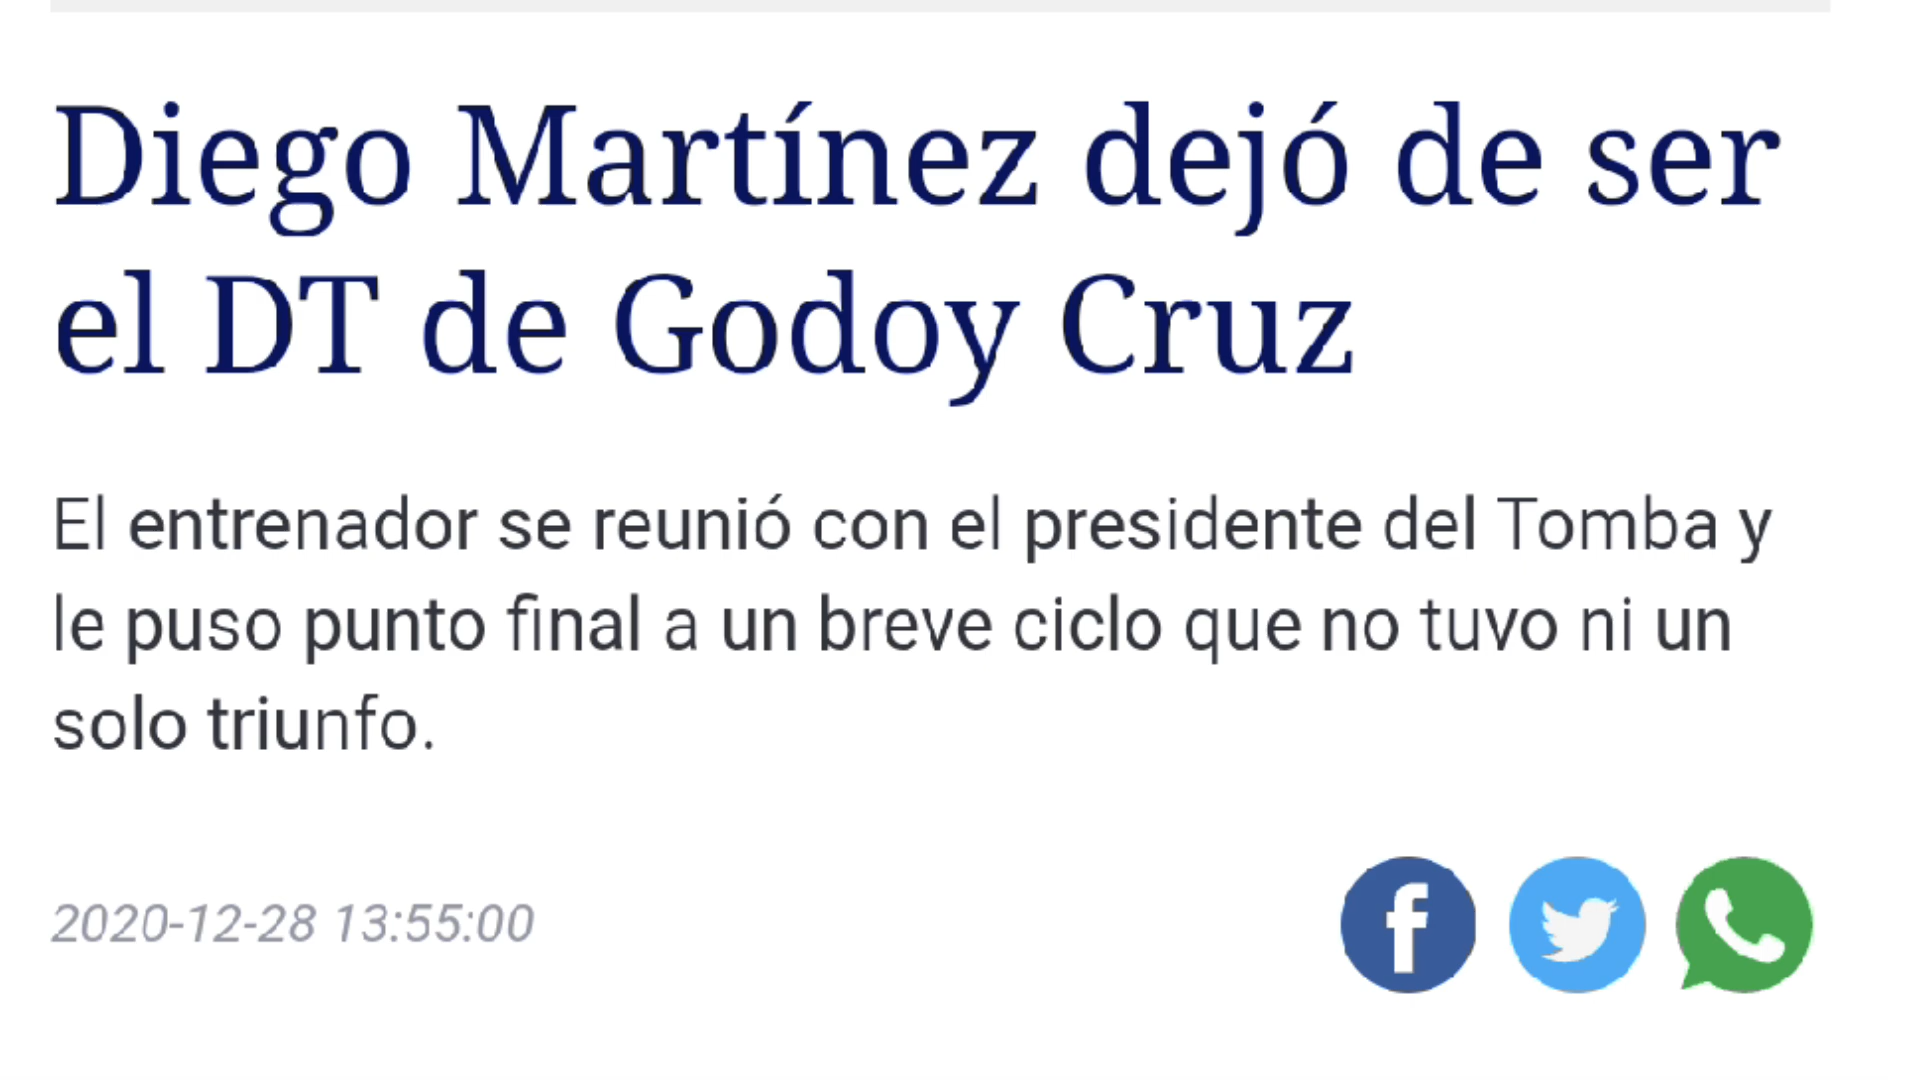 Diego Martínez dejó de ser
el DT de Godoy Cruz
El entrenador se reunió con el presidente del Tomba y
le puso punto final a un breve ciclo que no tuvo ni un
solo triunfo.
2020-12-28 13:55:00